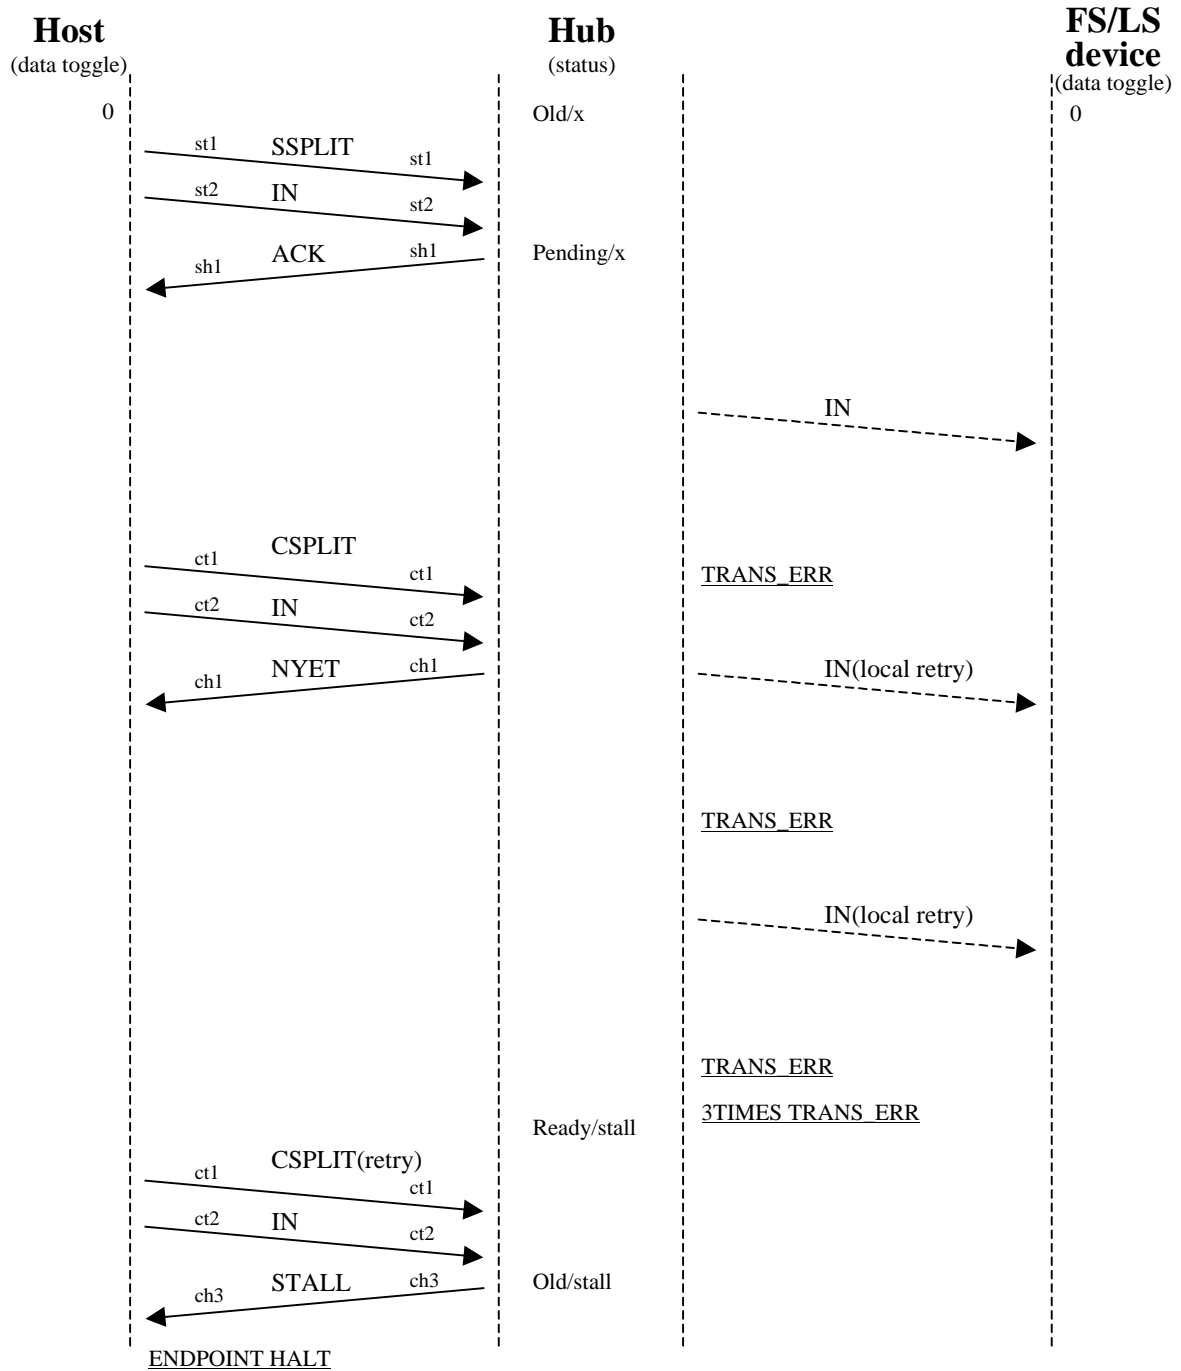 Host
(data toggle)
Hub
(status)
FS/LS
device
(data toggle)
0
Old/x
0
st1 SSPLIT st1
st2 IN st2
sh1 ACK sh1
Pending/x
IN
ct1 CSPLIT ct1
TRANS_ERR
ct2 IN ct2
ch1 NYET ch1
IN(local retry)
TRANS_ERR
IN(local retry)
TRANS_ERR
3TIMES TRANS_ERR
Ready/stall
ct1 CSPLIT(retry) ct1
ct2 IN ct2
ch3 STALL ch3
Old/stall
ENDPOINT HALT